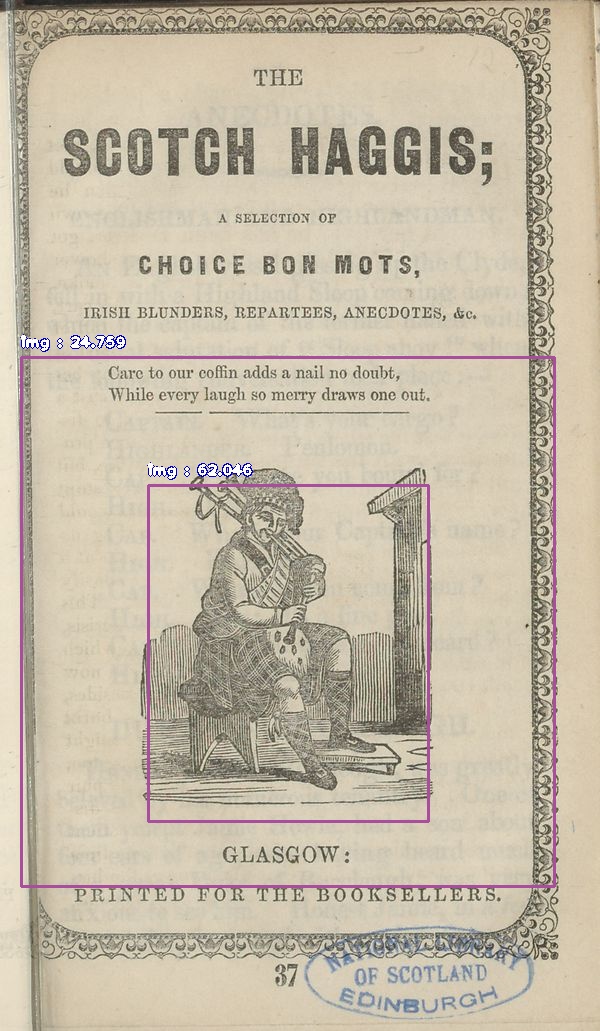 THE
SCOTCH HAGGIS;
A SELECTION OF
CHOICE BON MOTS,
IRISH BLUNDERS, REPARTEES, ANECDOTES, &c.
img : 24.759
Care to our coffin adds a nail no doubt,
While every laugh so merry draws one out.
img : 62.046
GLASGOW:
PRINTED FOR THE BOOKSELLERS.
37
NATIONAL LIBRARY
OF SCOTLAND
EDINBURGH